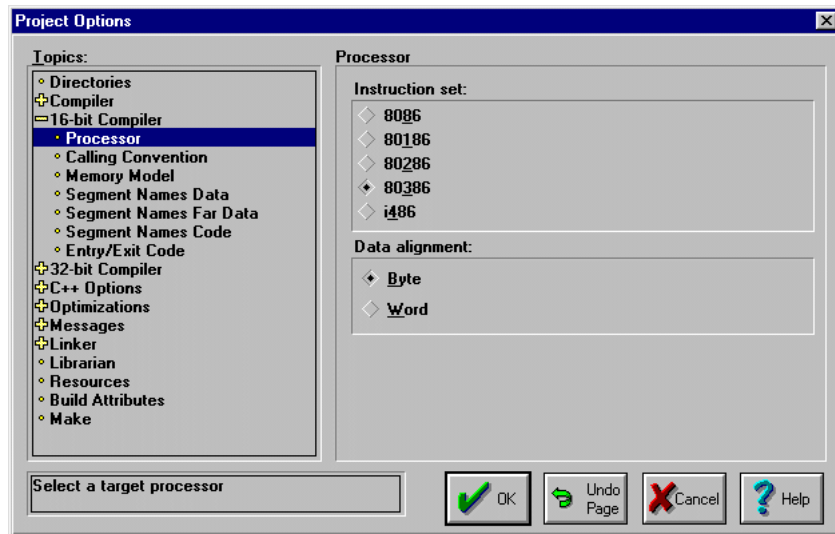 Project Options
Topics:
Directories
Compiler
16-bit Compiler
Processor
Calling Convention
Memory Model
Segment Names Data
Segment Names Far Data
Segment Names Code
Entry/Exit Code
32-bit Compiler
C++ Options
Optimizations
Messages
Linker
Librarian
Resources
Build Attributes
Make
Processor
Instruction set:
8086
80186
80286
80386
i486
Data alignment:
Byte
Word
Select a target processor
OK
Undo
Page
Cancel
Help